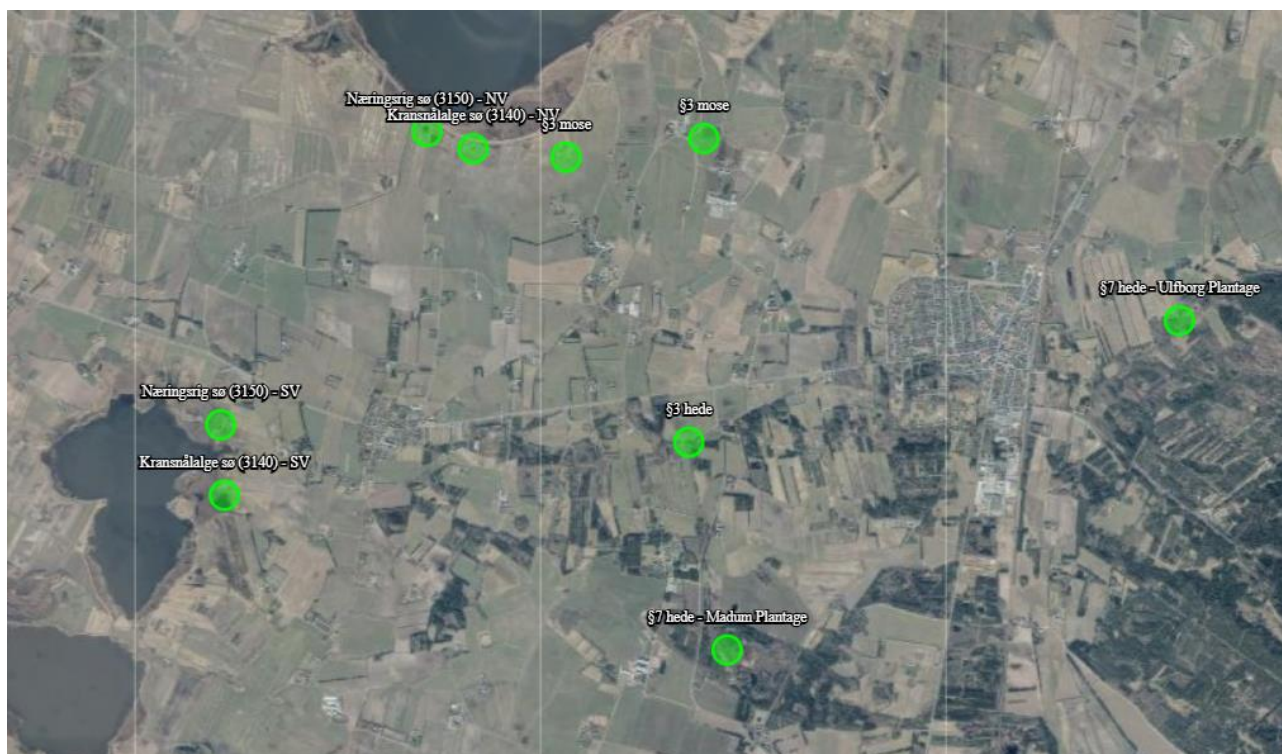 Næringsrig sø (3150) - NV
Kransnålalge sø (3140) - NV
§3 mose
§3 mose
§7 hede - Ulfborg Plantage
Næringsrig sø (3150) - SV
§3 hede
Kransnålalge sø (3140) - SV
§7 hede - Madum Plantage